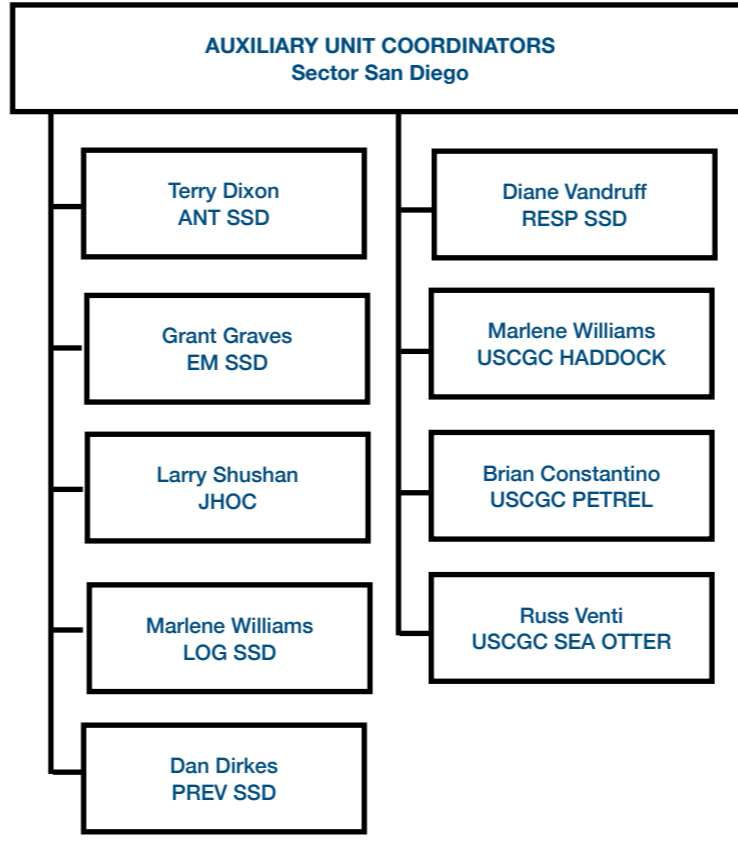 AUXILIARY UNIT COORDINATORS
Sector San Diego
Terry Dixon
ANT SSD
Grant Graves
EM SSD
Larry Shushan
JHOC
Marlene Williams
LOG SSD
Dan Dirkes
PREV SSD
Diane Vandruff
RESP SSD
Marlene Williams
USCGC HADDOCK
Brian Constantino
USCGC PETREL
Russ Venti
USCGC SEA OTTER